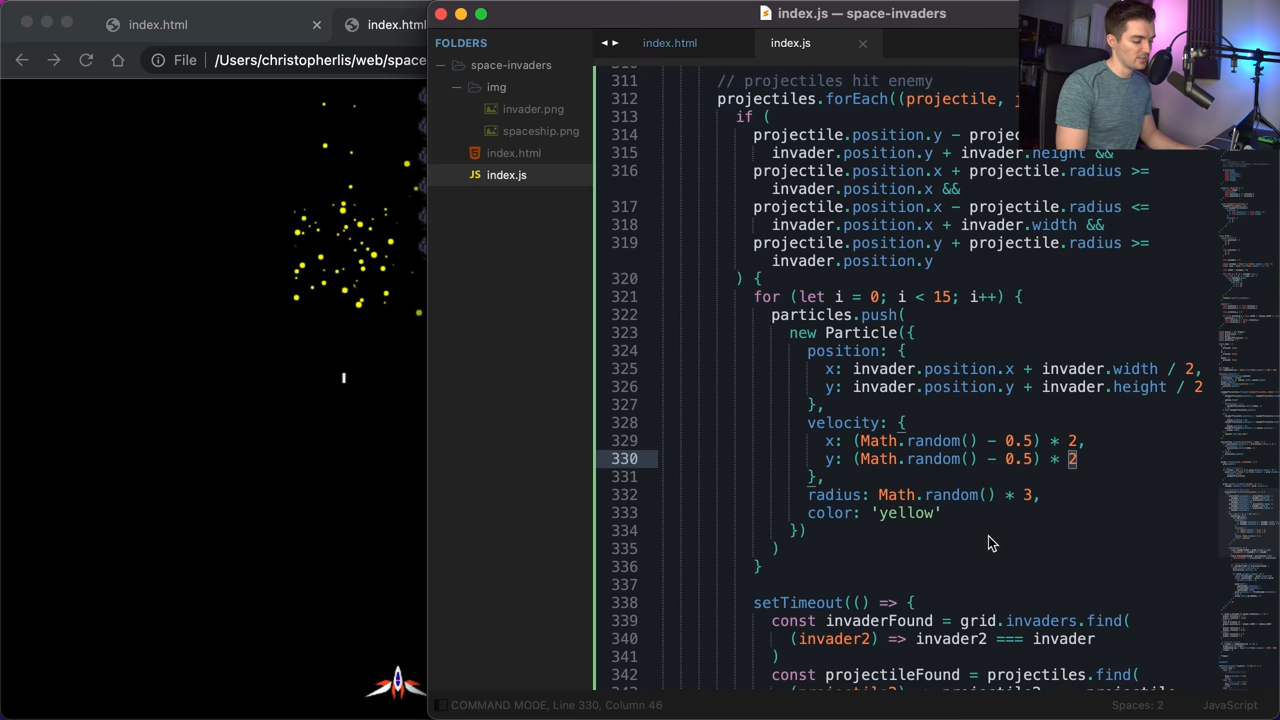 index.html
index.html
File
/Users/christopherlis/web/space
index.js — space-invaders
FOLDERS
space-invaders
img
invader.png
spaceship.png
index.html
JS index.js
index.html
index.js
311 // projectiles hit enemy
312 projectiles.forEach((projectile,
313 if (
314 projectile.position.y − projec
315 invader.position.y + invader.height &&
316 projectile.position.x + projectile.radius >=
invader.position.x &&
317 projectile.position.x − projectile.radius <=
318 invader.position.x + invader.width &&
319 projectile.position.y + projectile.radius >=
invader.position.y
320 ) {
321 for (let i = 0; i < 15; i++) {
322 particles.push(
323 new Particle({
324 position: {
325 x: invader.position.x + invader.width / 2,
326 y: invader.position.y + invader.height / 2
327 },
328 velocity: {
329 x: (Math.random() − 0.5) * 2,
330 y: (Math.random() − 0.5) * 2
331 },
332 radius: Math.random() * 3,
333 color: 'yellow'
334 })
335 )
336 }
337
338 setTimeout(() => {
339 const invaderFound = grid.invaders.find(
340 (invader2) => invader2 === invader
341 )
342 const projectileFound = projectiles.find(
COMMAND MODE, Line 330, Column 46
Spaces: 2
JavaScript